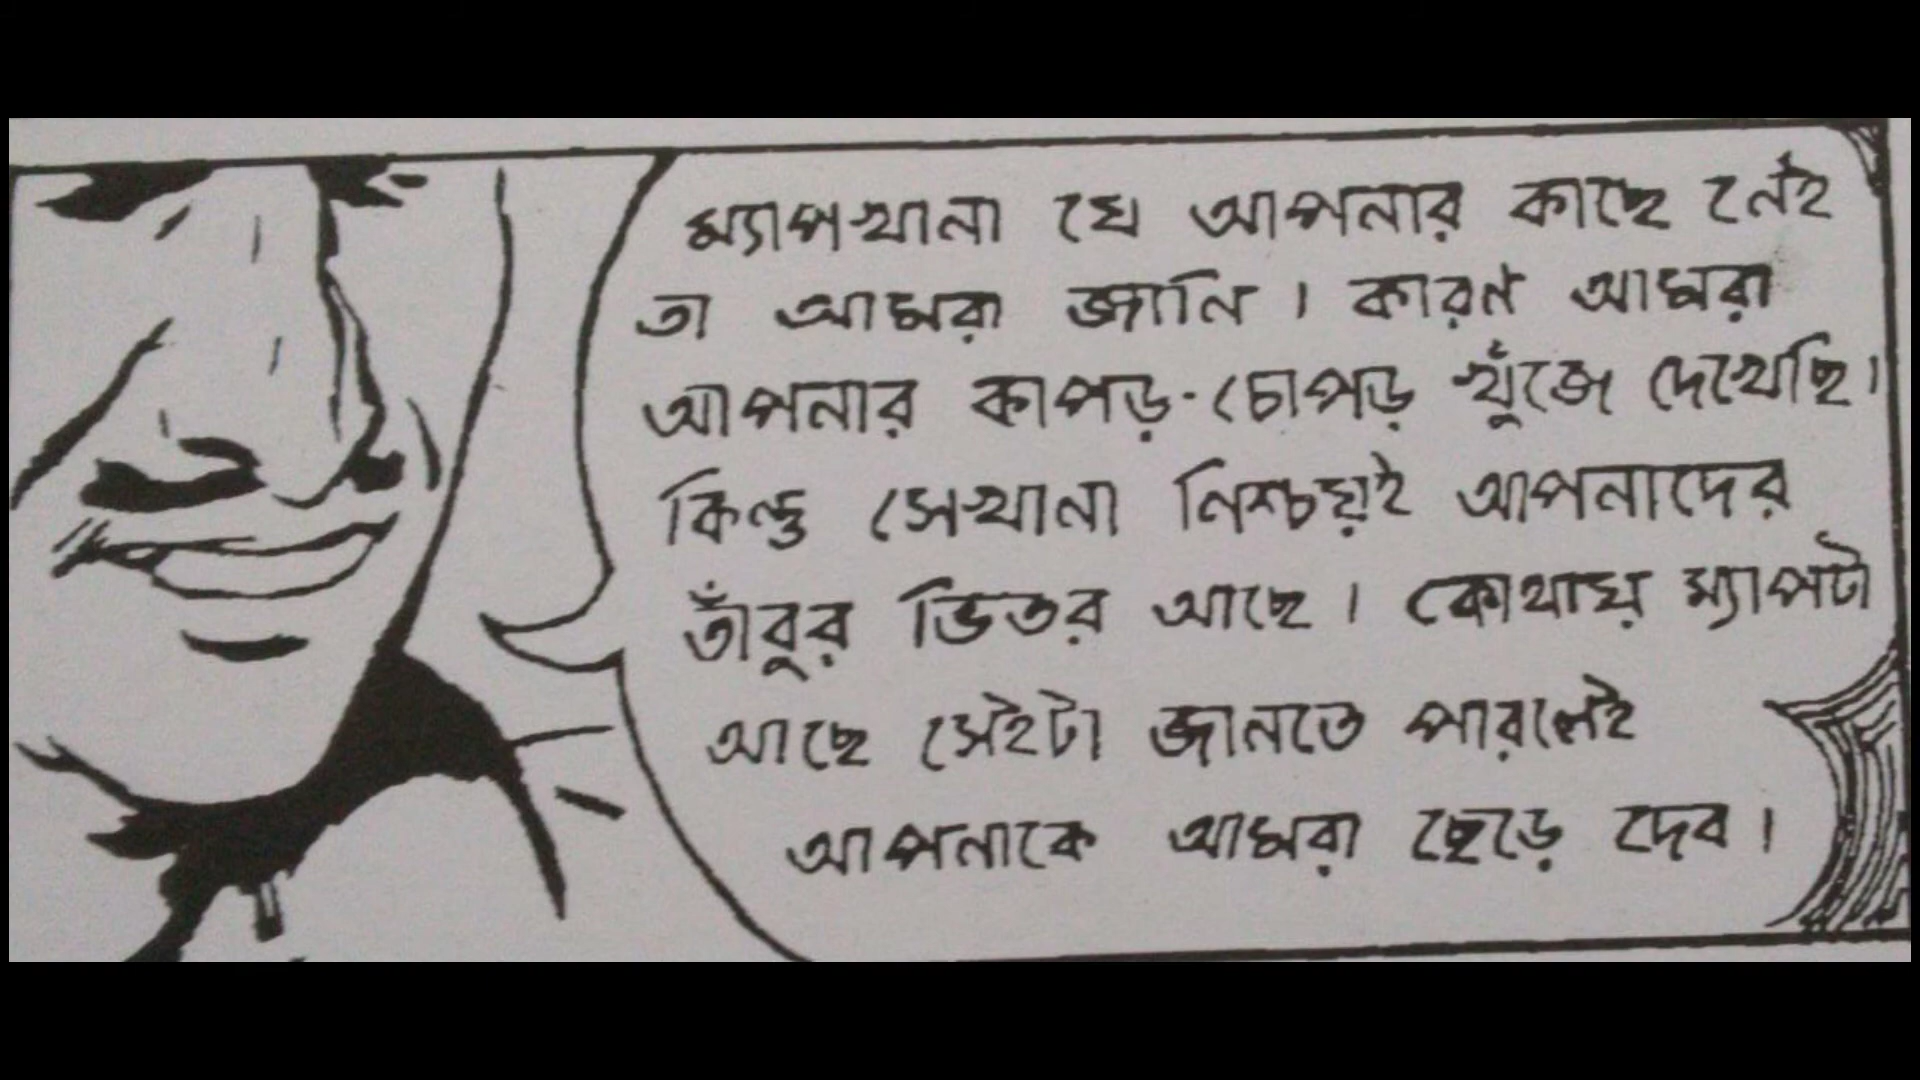 ম্যাপখানা যে আপনার কাছে নেই
তা আমরা জানি। কারণ আমরা
আপনার কাপড়-চোপড় খুঁজে দেখেছি।
কিন্তু সেখানা নিশ্চয়ই আপনাদের
তাঁবুর ভিতর আছে। কোথায় ম্যাপটা
আছে সেইটা জানতে পারলেই
আপনাকে আমরা ছেড়ে দেব।